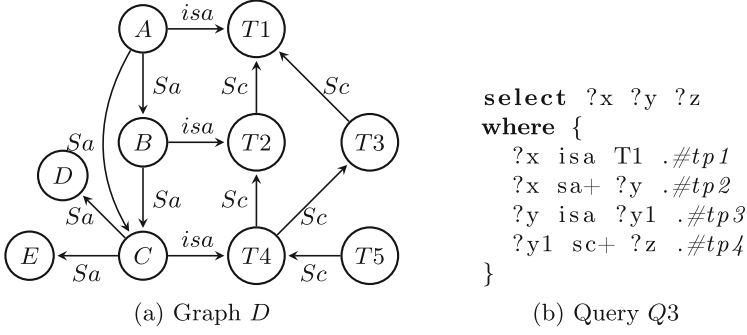 A isa T1
Sa Sc Sc
B isa T2 T3
Sa
D
Sa Sa Sc Sc
E Sa C isa T4 Sc T5
(a) Graph D
select ?x ?y ?z
where {
?x isa T1 .#tp1
?x sa+ ?y .#tp2
?y isa ?y1 .#tp3
?y1 sc+ ?z .#tp4
}
(b) Query Q3